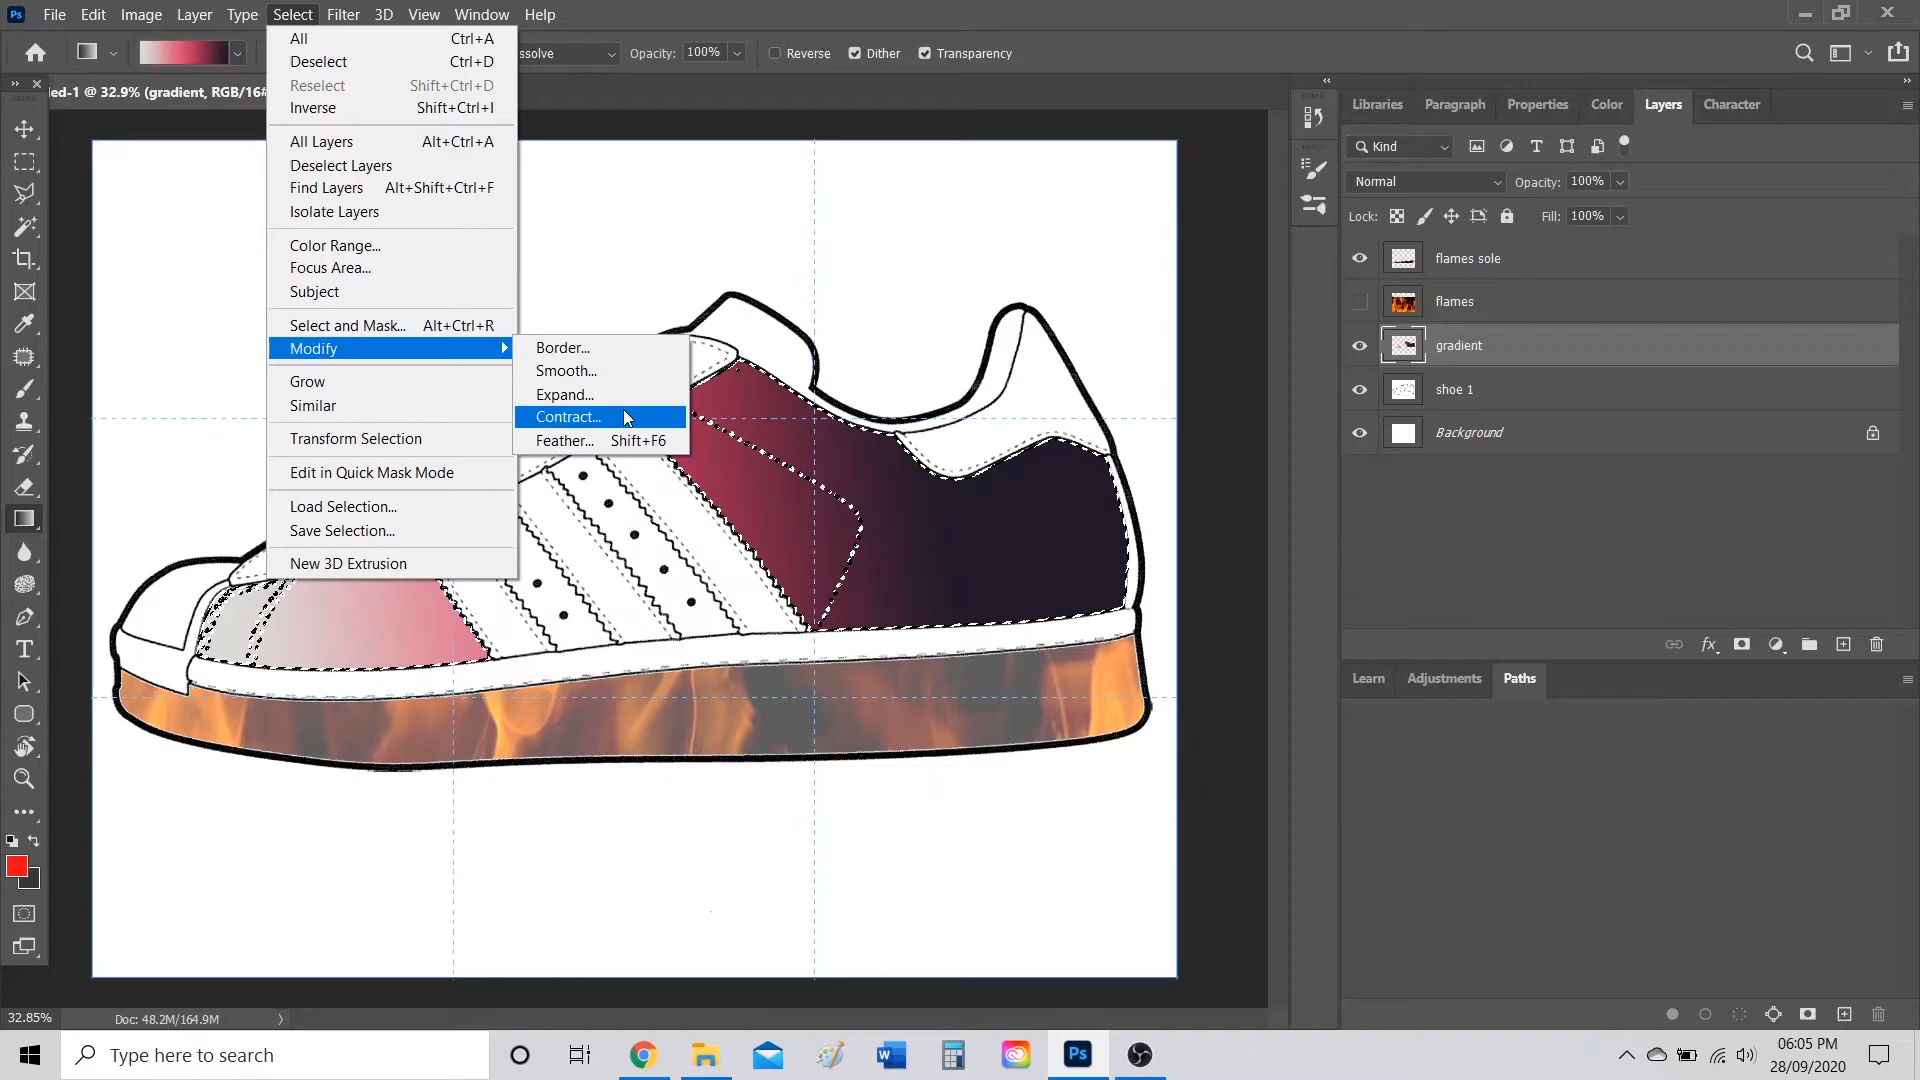 Ps File Edit Image Layer Type Select Filter 3D View Window Help
ssolve Opacity: 100% Reverse Dither Transparency
led-1 @ 32.9% (gradient, RGB/16#
All Ctrl+A
Deselect Ctrl+D
Reselect Shift+Ctrl+D
Inverse Shift+Ctrl+I
All Layers Alt+Ctrl+A
Deselect Layers
Find Layers Alt+Shift+Ctrl+F
Isolate Layers
Color Range...
Focus Area...
Subject
Select and Mask... Alt+Ctrl+R
Modify
Grow
Similar
Transform Selection
Edit in Quick Mask Mode
Load Selection...
Save Selection...
New 3D Extrusion
Border...
Smooth...
Expand...
Contract...
Feather... Shift+F6
Libraries Paragraph Properties Color Layers Character
Kind
Normal Opacity: 100%
Lock: Fill: 100%
flames sole
flames
gradient
shoe 1
Background
Learn Adjustments Paths
32.85% Doc: 48.2M/164.9M
Type here to search
Ps
06:05 PM
28/09/2020